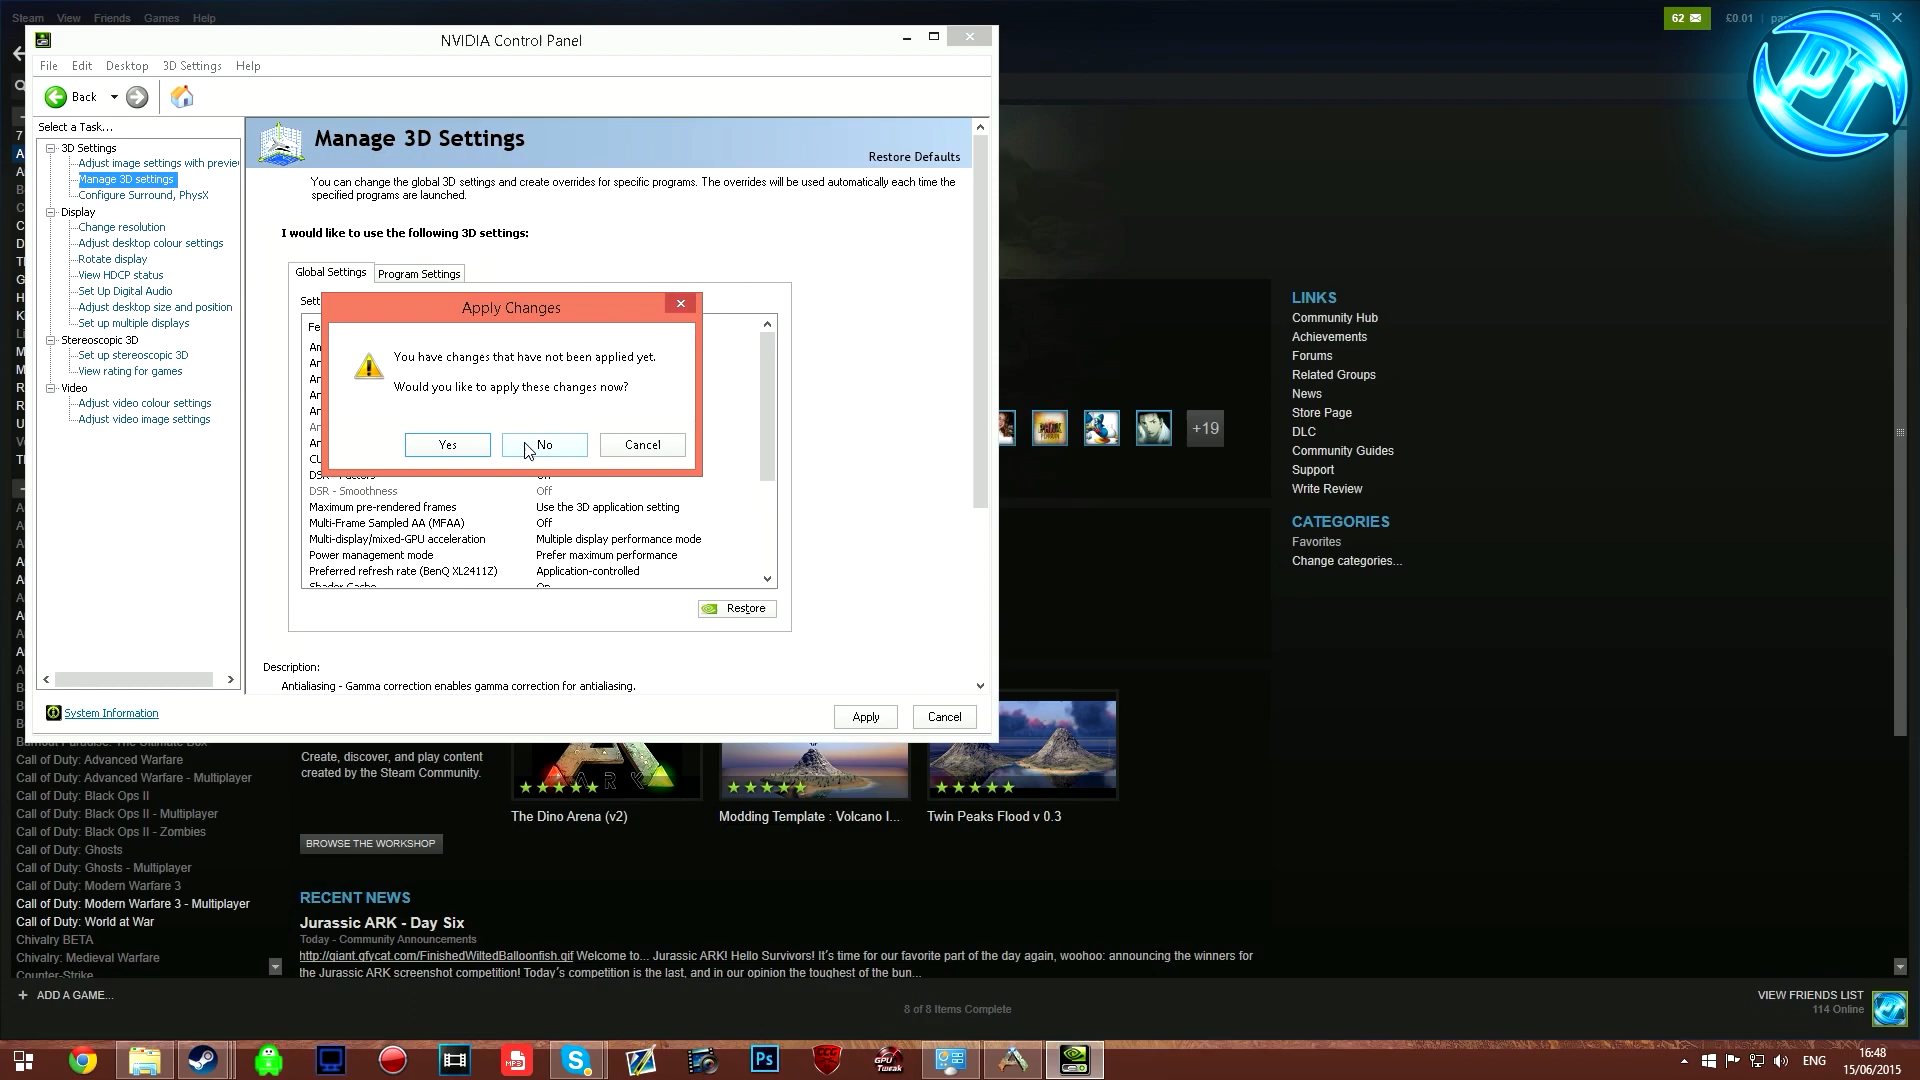 Steam View Friends Games Help
62
£0.01
NVIDIA Control Panel
File Edit Desktop 3D Settings Help
Back
Select a Task...
3D Settings
Adjust image settings with previe
Manage 3D settings
Configure Surround, PhysX
Display
Change resolution
Adjust desktop colour settings
Rotate display
View HDCP status
Set Up Digital Audio
Adjust desktop size and position
Set up multiple displays
Stereoscopic 3D
Set up stereoscopic 3D
View rating for games
Video
Adjust video colour settings
Adjust video image settings
System Information
Manage 3D Settings
Restore Defaults
You can change the global 3D settings and create overrides for specific programs. The overrides will be used automatically each time the
specified programs are launched.
I would like to use the following 3D settings:
Global Settings Program Settings
Apply Changes
You have changes that have not been applied yet.
Would you like to apply these changes now?
Yes No Cancel
DSR - Smoothness Off
Maximum pre-rendered frames Use the 3D application setting
Multi-Frame Sampled AA (MFAA) Off
Multi-display/mixed-GPU acceleration Multiple display performance mode
Power management mode Prefer maximum performance
Preferred refresh rate (BenQ XL2411Z) Application-controlled
Shader Cache On
Restore
Description:
Antialiasing - Gamma correction enables gamma correction for antialiasing.
Apply Cancel
PT
LINKS
Community Hub
Achievements
Forums
Related Groups
News
Store Page
DLC
Community Guides
Support
Write Review
CATEGORIES
Favorites
Change categories...
+19
Burnout Paradise: The Ultimate Box
Call of Duty: Advanced Warfare
Call of Duty: Advanced Warfare - Multiplayer
Call of Duty: Black Ops II
Call of Duty: Black Ops II - Multiplayer
Call of Duty: Black Ops II - Zombies
Call of Duty: Ghosts
Call of Duty: Ghosts - Multiplayer
Call of Duty: Modern Warfare 3
Call of Duty: Modern Warfare 3 - Multiplayer
Call of Duty: World at War
Chivalry BETA
Chivalry: Medieval Warfare
Counter-Strike
Create, discover, and play content
created by the Steam Community.
BROWSE THE WORKSHOP
ARK
The Dino Arena (v2)
Modding Template : Volcano I...
Twin Peaks Flood v 0.3
RECENT NEWS
Jurassic ARK - Day Six
Today - Community Announcements
http://giant.gfycat.com/FinishedWiltedBalloonfish.gif Welcome to... Jurassic ARK! Hello Survivors! It's time for our favorite part of the day again, woohoo: announcing the winners for
the Jurassic ARK screenshot competition! Today's competition is the last, and in our opinion the toughest of the bun...
+ ADD A GAME...
8 of 8 Items Complete
VIEW FRIENDS LIST
114 Online
MP3
Ps
GPU Tweak
ENG
16:48
15/06/2015